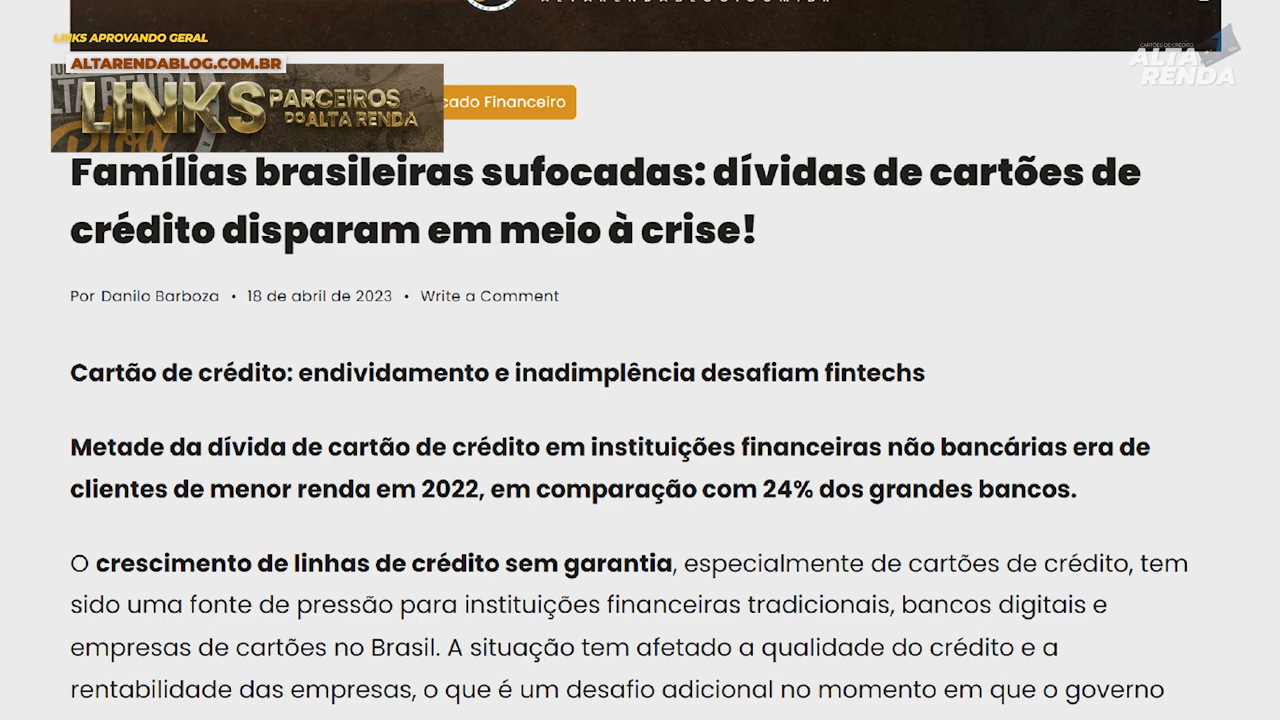 LINKS APROVANDO GERAL
ALTARENDABLOG.COM.BR
CARTÕES DE CRÉDITO
ALTA
RENDA
LINKS PARCEIROS
DO ALTA RENDA
ALTA RENDA
Blog
cado Financeiro
Famílias brasileiras sufocadas: dívidas de cartões de
crédito disparam em meio à crise!
Por Danilo Barboza • 18 de abril de 2023 • Write a Comment
Cartão de crédito: endividamento e inadimplência desafiam fintechs
Metade da dívida de cartão de crédito em instituições financeiras não bancárias era de
clientes de menor renda em 2022, em comparação com 24% dos grandes bancos.
O crescimento de linhas de crédito sem garantia, especialmente de cartões de crédito, tem
sido uma fonte de pressão para instituições financeiras tradicionais, bancos digitais e
empresas de cartões no Brasil. A situação tem afetado a qualidade do crédito e a
rentabilidade das empresas, o que é um desafio adicional no momento em que o governo